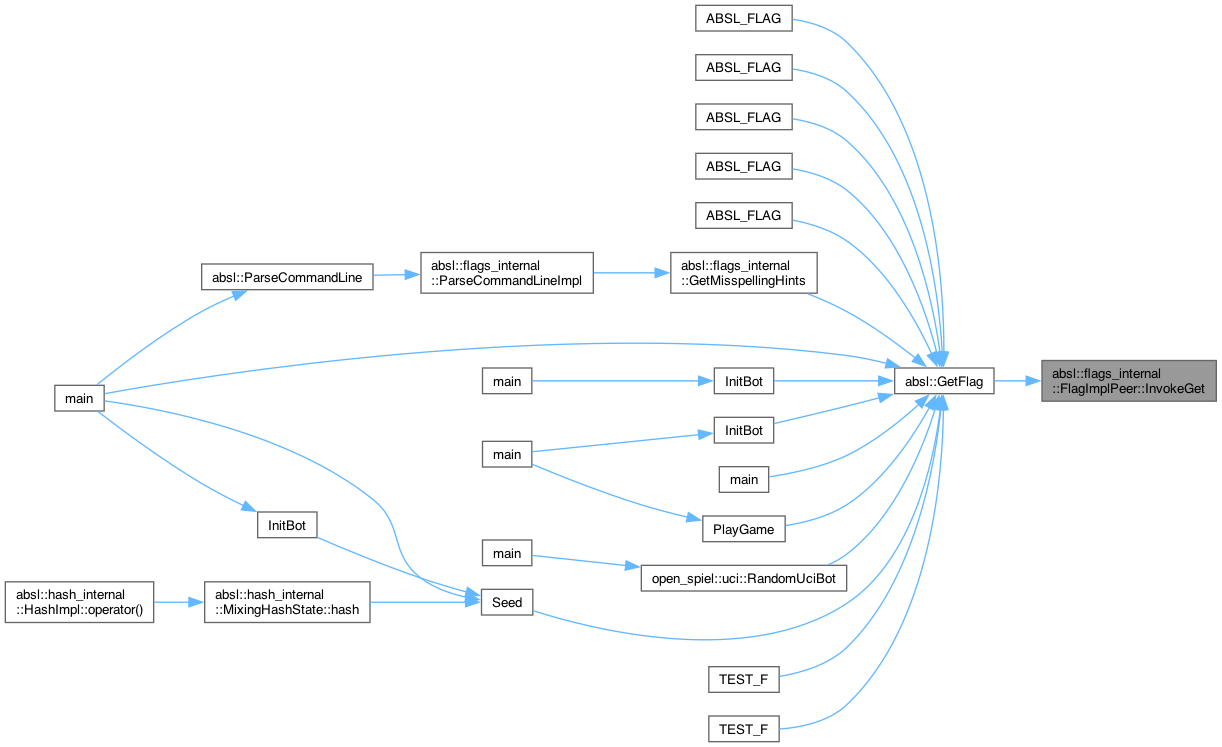 ABSL_FLAG
ABSL_FLAG
ABSL_FLAG
ABSL_FLAG
ABSL_FLAG
absl::ParseCommandLine
absl::flags_internal
::ParseCommandLineImpl
absl::flags_internal
::GetMisspellingHints
main
main
InitBot
absl::GetFlag
absl::flags_internal
::FlagImplPeer::InvokeGet
main
InitBot
main
InitBot
PlayGame
main
open_spiel::uci::RandomUciBot
absl::hash_internal
::HashImpl::operator()
absl::hash_internal
::MixingHashState::hash
Seed
TEST_F
TEST_F